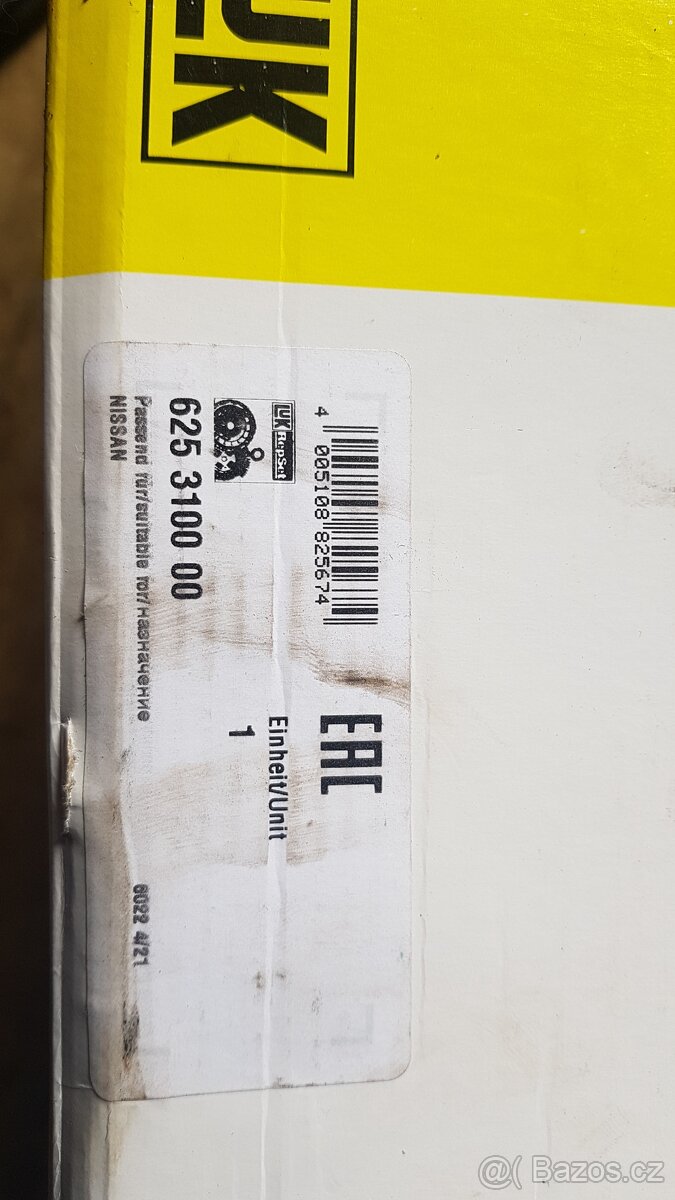 LUK
4 005108 825674
EAC
LUK RepSet
Einheit/Unit
1
625 3100 00
Passend für/suitable for/назначение
6022 4/21
NISSAN
@( Bazos.cz